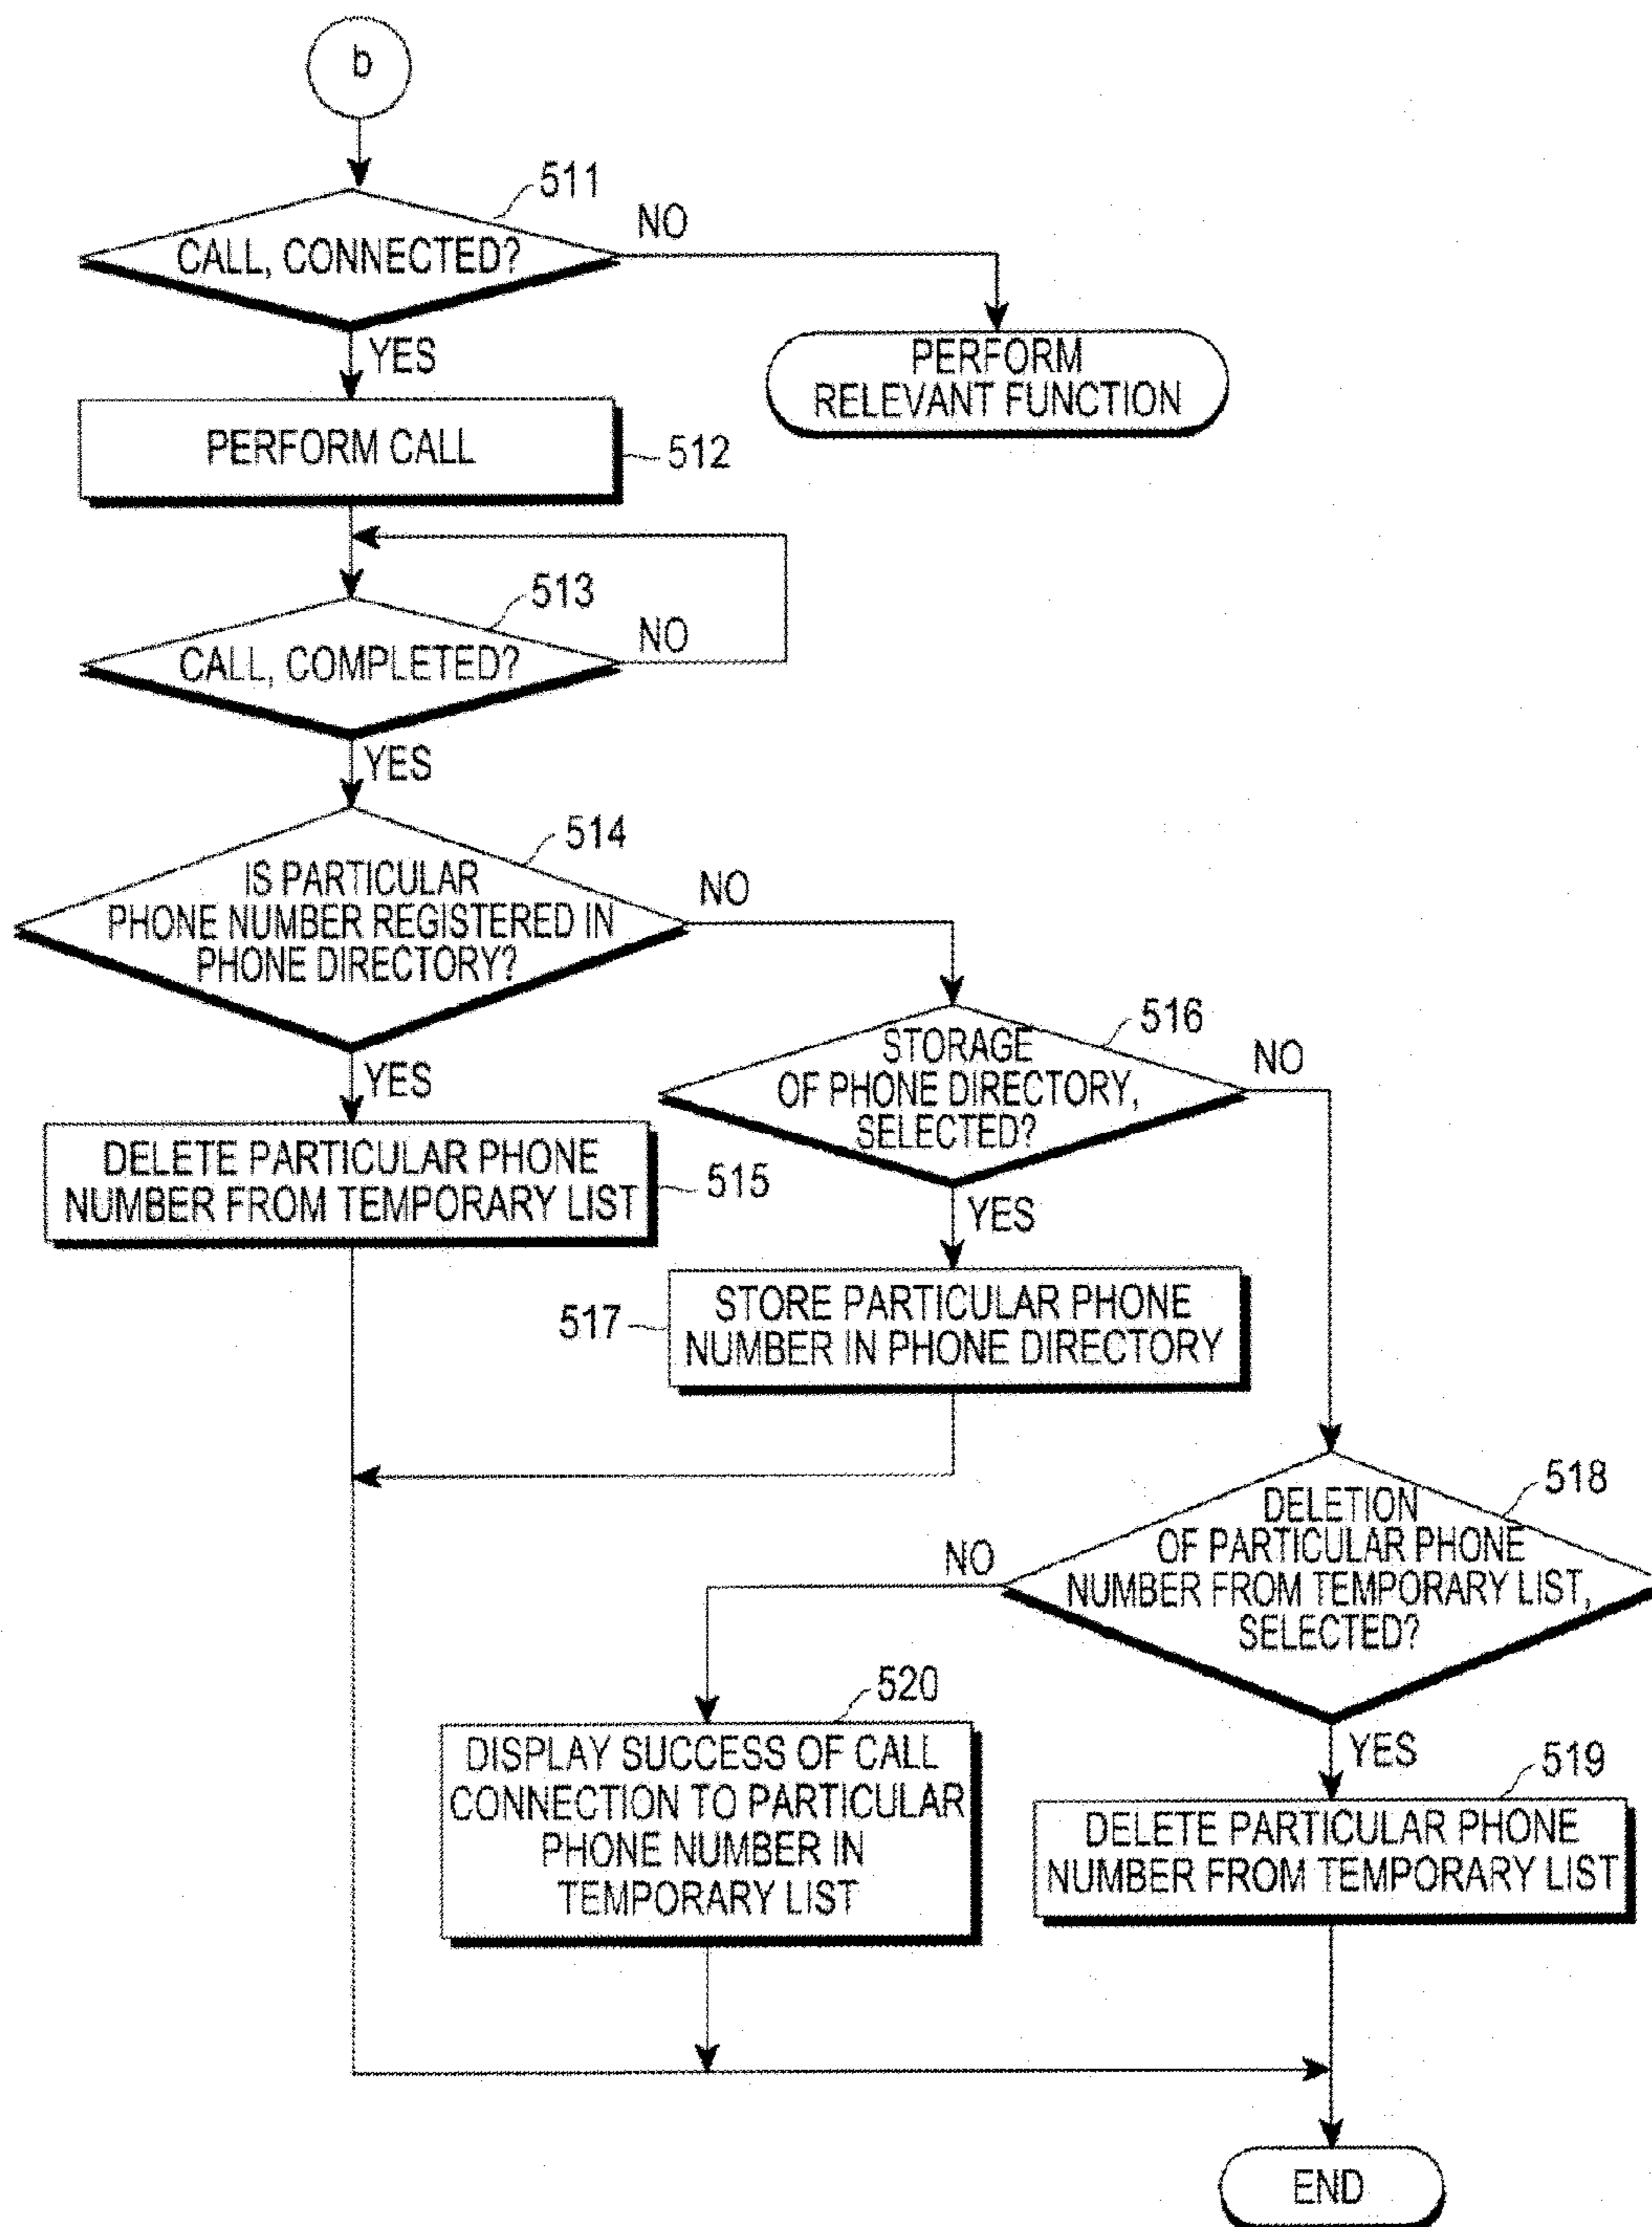 b
511
CALL, CONNECTED?
NO
YES
PERFORM
RELEVANT FUNCTION
PERFORM CALL
512
513
CALL, COMPLETED?
NO
YES
514
IS PARTICULAR
PHONE NUMBER REGISTERED IN
PHONE DIRECTORY?
NO
YES
516
STORAGE
OF PHONE DIRECTORY,
SELECTED?
NO
YES
DELETE PARTICULAR PHONE
NUMBER FROM TEMPORARY LIST
515
517
STORE PARTICULAR PHONE
NUMBER IN PHONE DIRECTORY
518
DELETION
OF PARTICULAR PHONE
NUMBER FROM TEMPORARY LIST,
SELECTED?
NO
YES
520
DISPLAY SUCCESS OF CALL
CONNECTION TO PARTICULAR
PHONE NUMBER IN
TEMPORARY LIST
519
DELETE PARTICULAR PHONE
NUMBER FROM TEMPORARY LIST
END